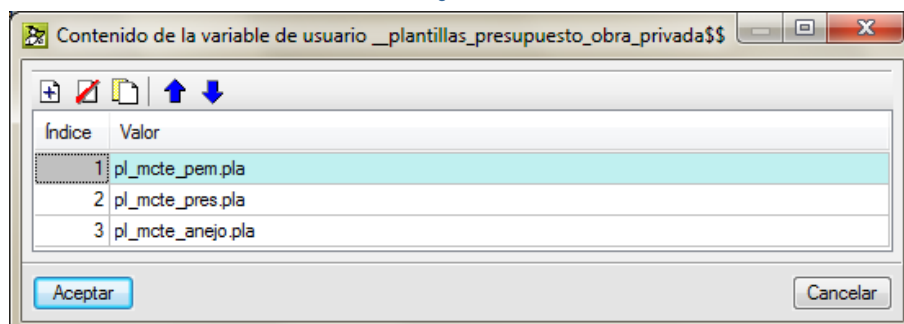 Contenido de la variable de usuario __plantillas_presupuesto_obra_privada$$
Índice Valor
1 pl_mcte_pem.pla
2 pl_mcte_pres.pla
3 pl_mcte_anejo.pla
Aceptar Cancelar